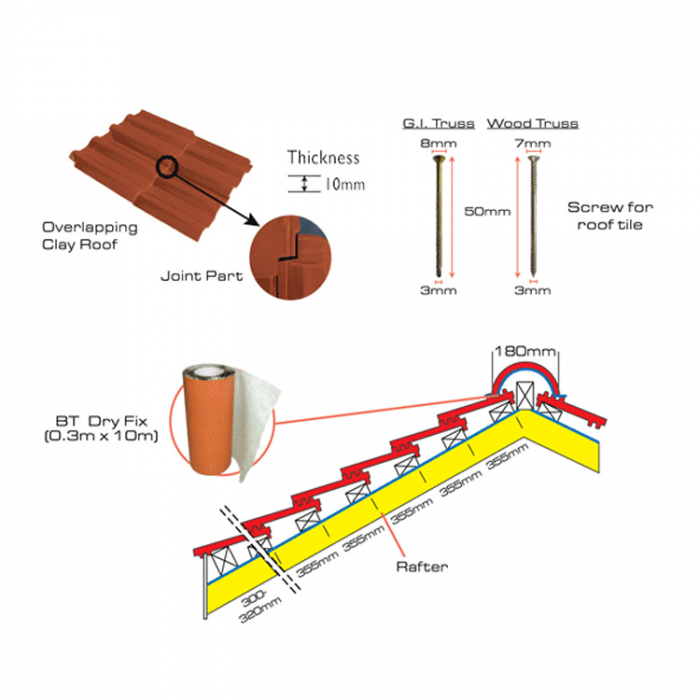 G.I. Truss
Wood Truss
8mm
7mm
Thickness
10mm
50mm
Screw for
roof tile
Overlapping
Clay Roof
Joint Part
3mm
3mm
180mm
BT Dry Fix
(0.3m x 10m)
355mm
355mm
355mm
355mm
355mm
Rafter
300-
320mm